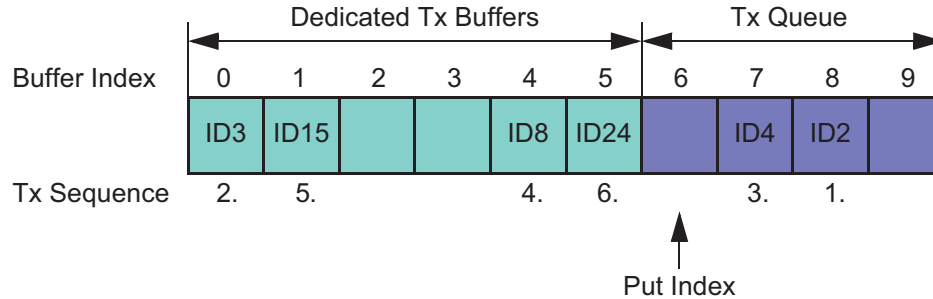 Dedicated Tx Buffers Tx Queue
Buffer Index 0 1 2 3 4 5 6 7 8 9
ID3 ID15 ID8 ID24 ID4 ID2
Tx Sequence 2. 5. 4. 6. 3. 1.
Put Index